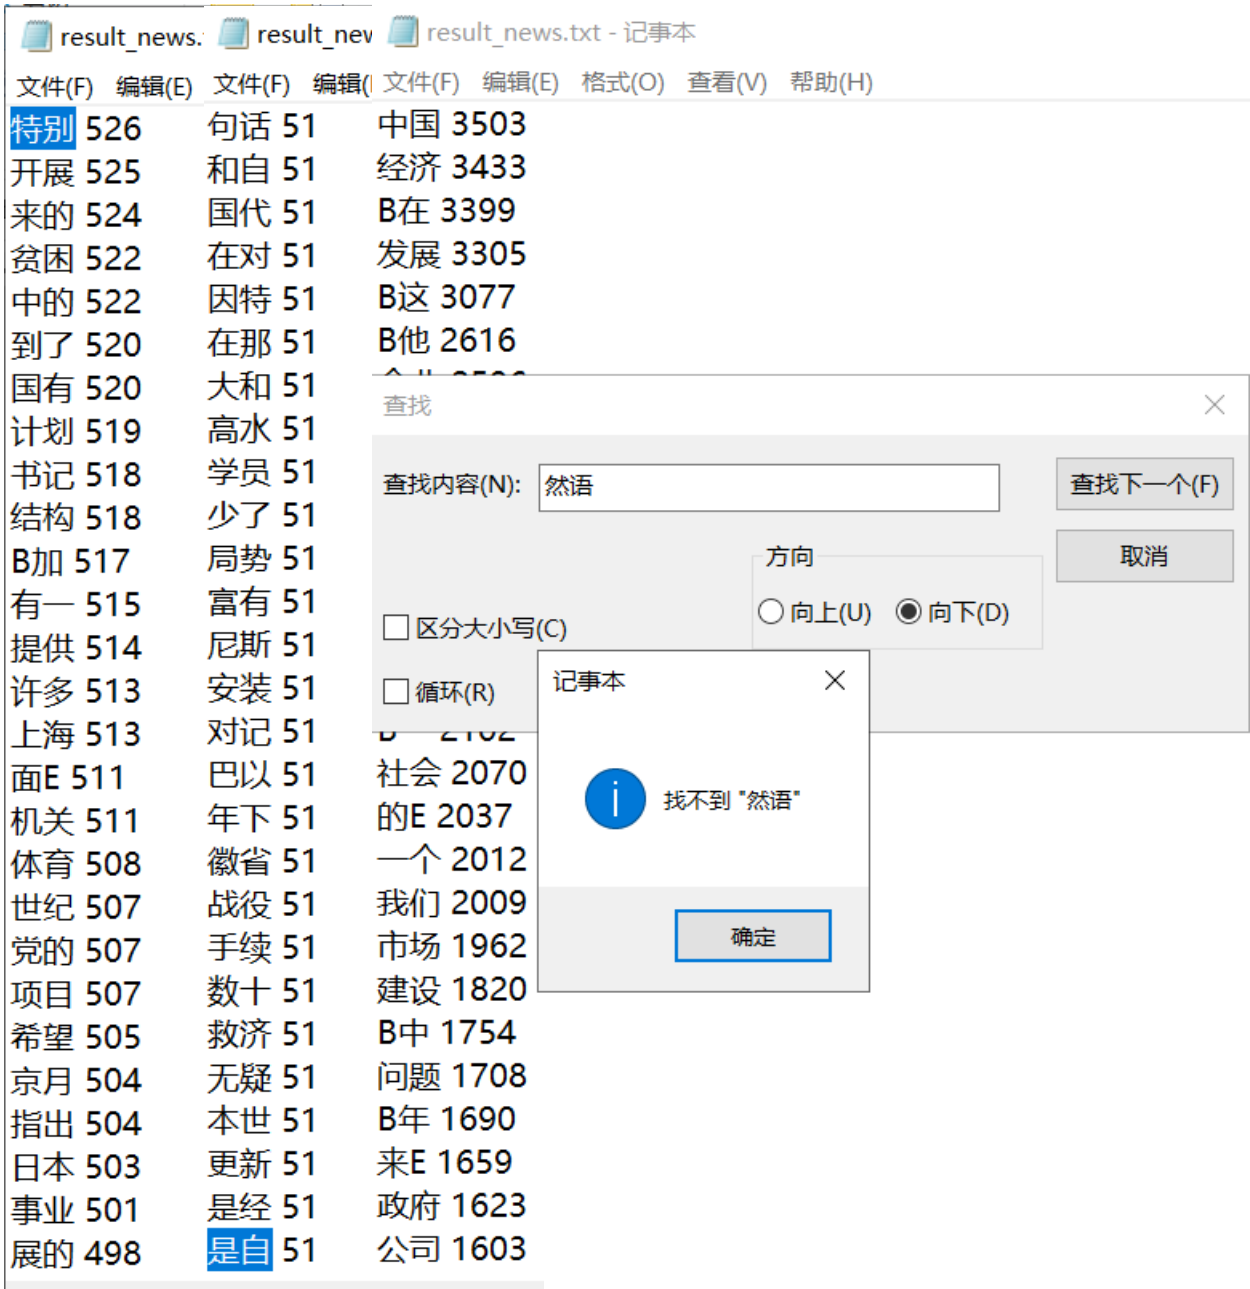 result_news.
文件(F) 编辑(E)
特别 526
开展 525
来的 524
贫困 522
中的 522
到了 520
国有 520
计划 519
书记 518
结构 518
B加 517
有一 515
提供 514
许多 513
上海 513
面E 511
机关 511
体育 508
世纪 507
党的 507
项目 507
希望 505
京月 504
指出 504
日本 503
事业 501
展的 498
result_nev
文件(F) 编辑(
句话 51
和自 51
国代 51
在对 51
因特 51
在那 51
大和 51
高水 51
学员 51
少了 51
局势 51
富有 51
尼斯 51
安装 51
对记 51
巴以 51
年下 51
徽省 51
战役 51
手续 51
数十 51
救济 51
无疑 51
本世 51
更新 51
是经 51
是自 51
result_news.txt - 记事本
文件(F) 编辑(E) 格式(O) 查看(V) 帮助(H)
中国 3503
经济 3433
B在 3399
发展 3305
B这 3077
B他 2616
查找
查找内容(N): 然语 查找下一个(F)
方向 取消
向上(U) 向下(D)
区分大小写(C)
循环(R)
记事本
找不到 "然语"
确定
社会 2070
的E 2037
一个 2012
我们 2009
市场 1962
建设 1820
B中 1754
问题 1708
B年 1690
来E 1659
政府 1623
公司 1603